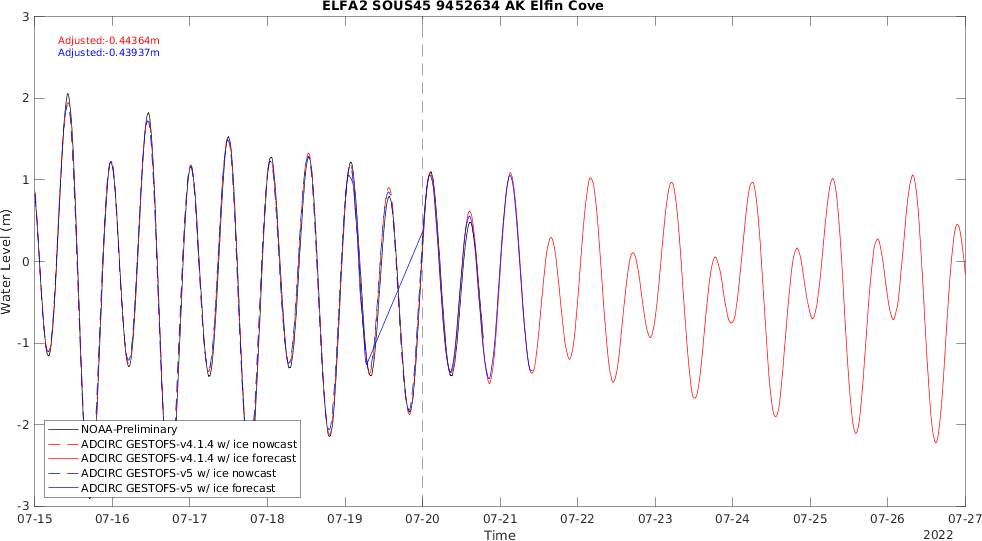 ELFA2 SOUS45 9452634 AK Elfin Cove
Adjusted:-0.44364m
Adjusted:-0.43937m
Water Level (m)
3
2
1
0
-1
-2
-3
NOAA-Preliminary
ADCIRC GESTOFS-v4.1.4 w/ ice nowcast
ADCIRC GESTOFS-v4.1.4 w/ ice forecast
ADCIRC GESTOFS-v5 w/ ice nowcast
ADCIRC GESTOFS-v5 w/ ice forecast
07-15 07-16 07-17 07-18 07-19 07-20 07-21 07-22 07-23 07-24 07-25 07-26 07-27
Time
2022